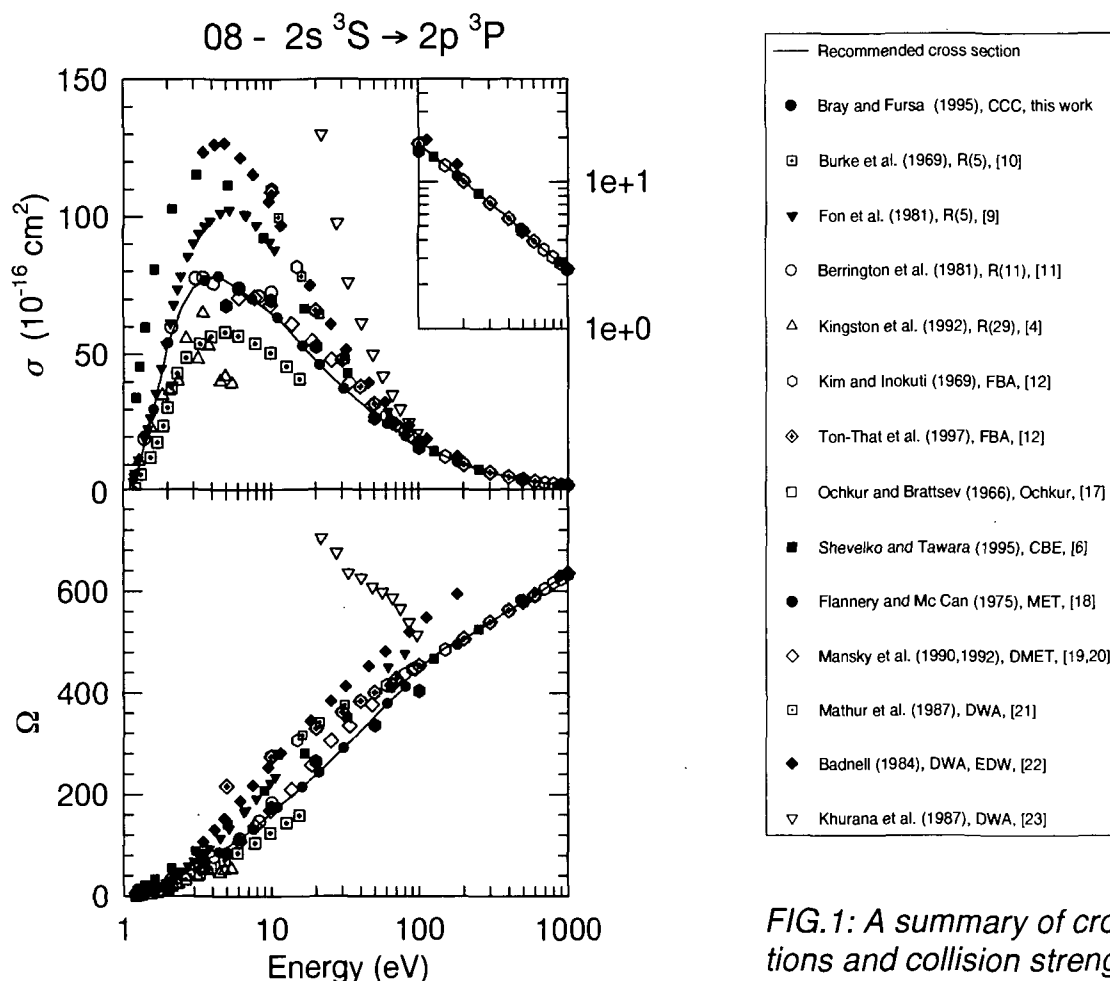 08 - 2s ³S → 2p ³P
150
100
50
0
σ (10⁻¹⁶ cm²)
1e+1
1e+0
600
400
200
0
Ω
1
10
100
1000
Energy (eV)
Recommended cross section
Bray and Fursa (1995), CCC, this work
Burke et al. (1969), R(5), [10]
Fon et al. (1981), R(5), [9]
Berrington et al. (1981), R(11), [11]
Kingston et al. (1992), R(29), [4]
Kim and Inokuti (1969), FBA, [12]
Ton-That et al. (1997), FBA, [12]
Ochkur and Brattsev (1966), Ochkur, [17]
Shevelko and Tawara (1995), CBE, [6]
Flannery and Mc Can (1975), MET, [18]
Mansky et al. (1990,1992), DMET, [19,20]
Mathur et al. (1987), DWA, [21]
Badnell (1984), DWA, EDW, [22]
Khurana et al. (1987), DWA, [23]
FIG.1: A summary of cro
tions and collision streng